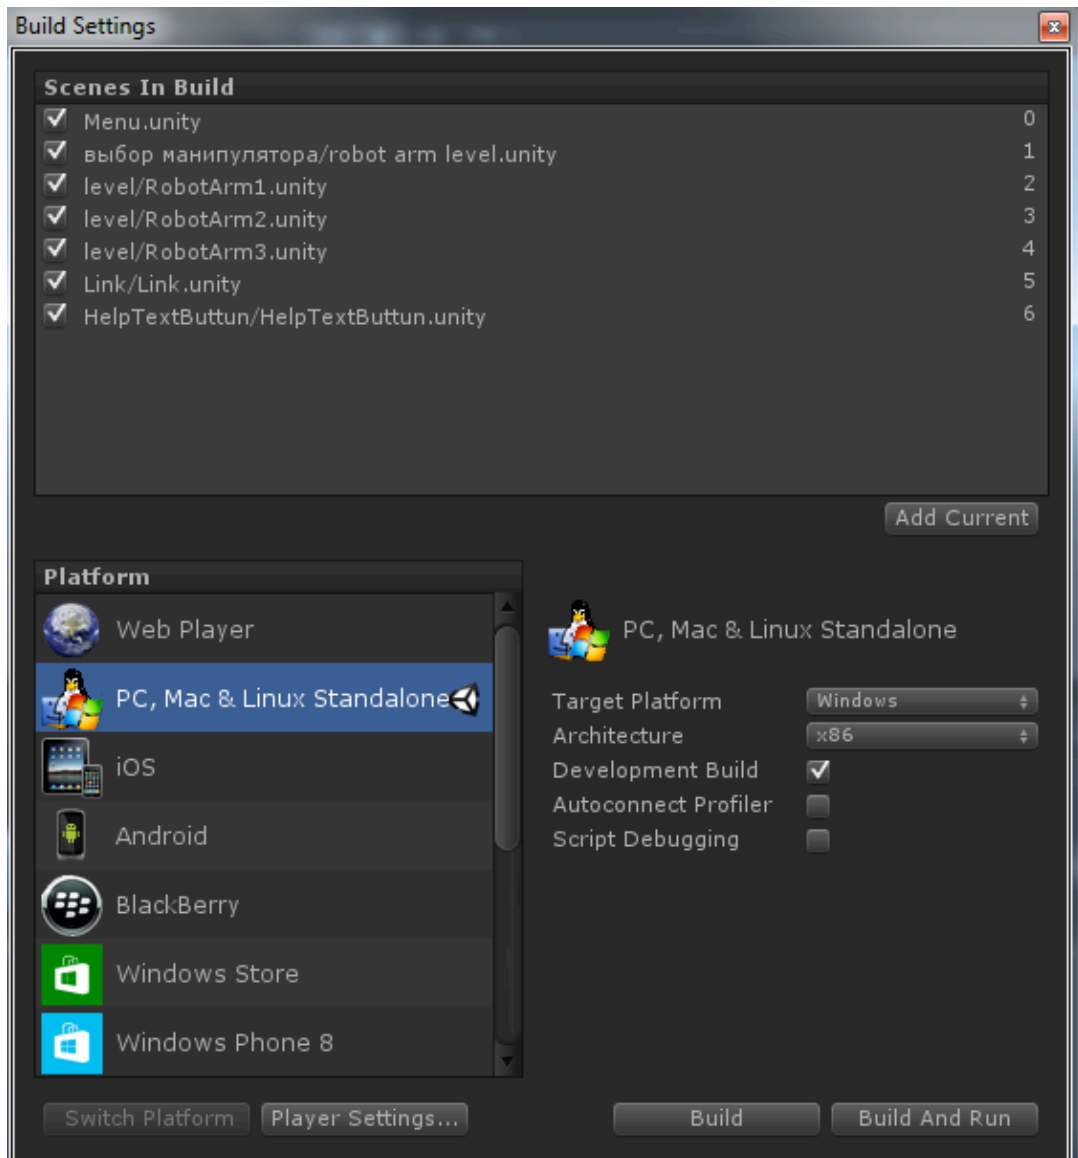 Build Settings
Scenes In Build
Menu.unity 0
выбор манипулятора/robot arm level.unity 1
level/RobotArm1.unity 2
level/RobotArm2.unity 3
level/RobotArm3.unity 4
Link/Link.unity 5
HelpTextButtun/HelpTextButtun.unity 6
Add Current
Platform
Web Player
PC, Mac & Linux Standalone
iOS
Android
BlackBerry
Windows Store
Windows Phone 8
PC, Mac & Linux Standalone
Target Platform Windows
Architecture x86
Development Build
Autoconnect Profiler
Script Debugging
Switch Platform Player Settings... Build Build And Run